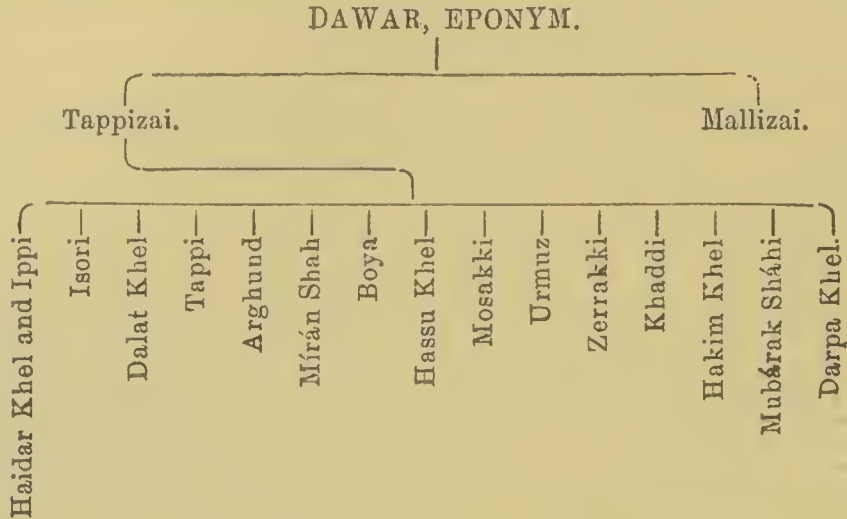 DAWAR, EPONYM.
Tappizai.
Mallizai.
Haidar Khel and Ippi
Isori
Dalat Khel
Tappi
Arghund
Mírán Shah
Boya
Hassu Khel
Mosakki
Urmuz
Zerrakki
Khaddi
Hakim Khel
Mubárak Sháhi
Darpa Khel.